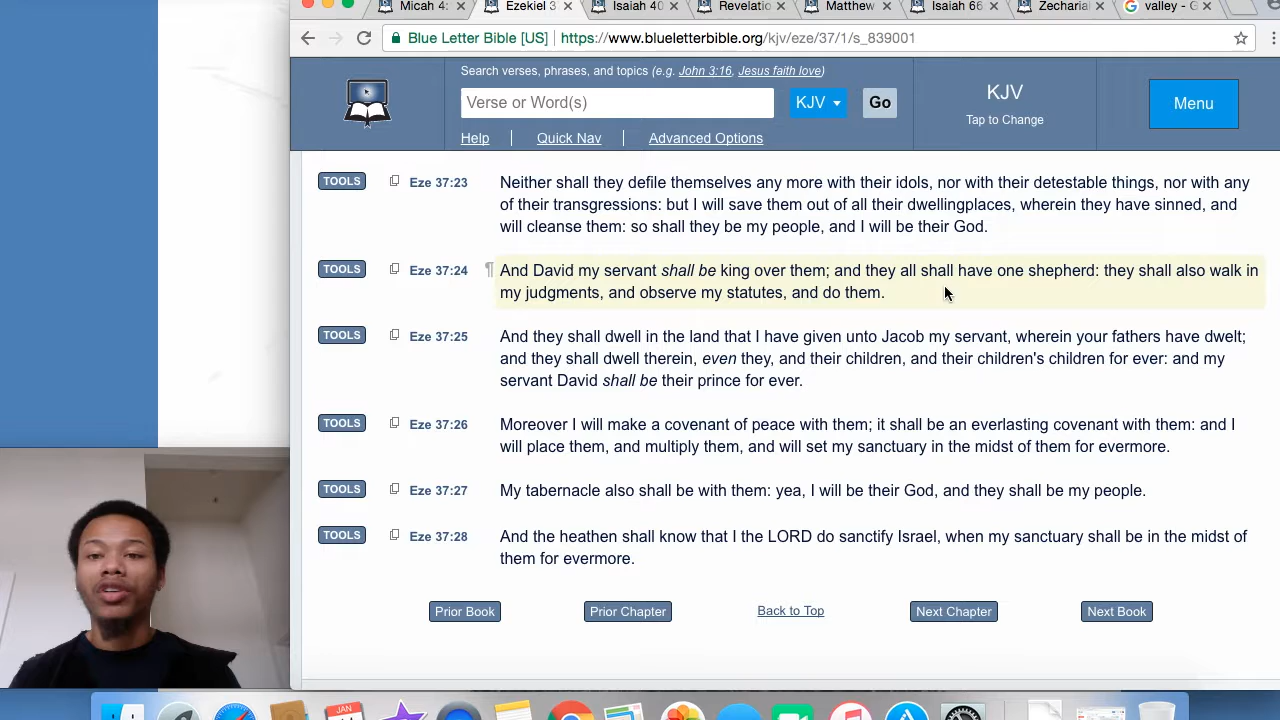 Micah 4: ×
Ezekiel 3 ×
Isaiah 40 ×
Revelatio ×
Matthew ×
Isaiah 66 ×
Zecharia ×
valley - G ×
Blue Letter Bible [US] https://www.blueletterbible.org/kjv/eze/37/1/s_839001
Search verses, phrases, and topics (e.g. John 3:16, Jesus faith love)
Verse or Word(s) KJV Go
Help Quick Nav Advanced Options
KJV
Tap to Change
Menu
TOOLS Eze 37:23 Neither shall they defile themselves any more with their idols, nor with their detestable things, nor with any
of their transgressions: but I will save them out of all their dwellingplaces, wherein they have sinned, and
will cleanse them: so shall they be my people, and I will be their God.
TOOLS Eze 37:24 ¶ And David my servant shall be king over them; and they all shall have one shepherd: they shall also walk in
my judgments, and observe my statutes, and do them.
TOOLS Eze 37:25 And they shall dwell in the land that I have given unto Jacob my servant, wherein your fathers have dwelt;
and they shall dwell therein, even they, and their children, and their children's children for ever: and my
servant David shall be their prince for ever.
TOOLS Eze 37:26 Moreover I will make a covenant of peace with them; it shall be an everlasting covenant with them: and I
will place them, and multiply them, and will set my sanctuary in the midst of them for evermore.
TOOLS Eze 37:27 My tabernacle also shall be with them: yea, I will be their God, and they shall be my people.
TOOLS Eze 37:28 And the heathen shall know that I the LORD do sanctify Israel, when my sanctuary shall be in the midst of
them for evermore.
Prior Book Prior Chapter Back to Top Next Chapter Next Book
JAN